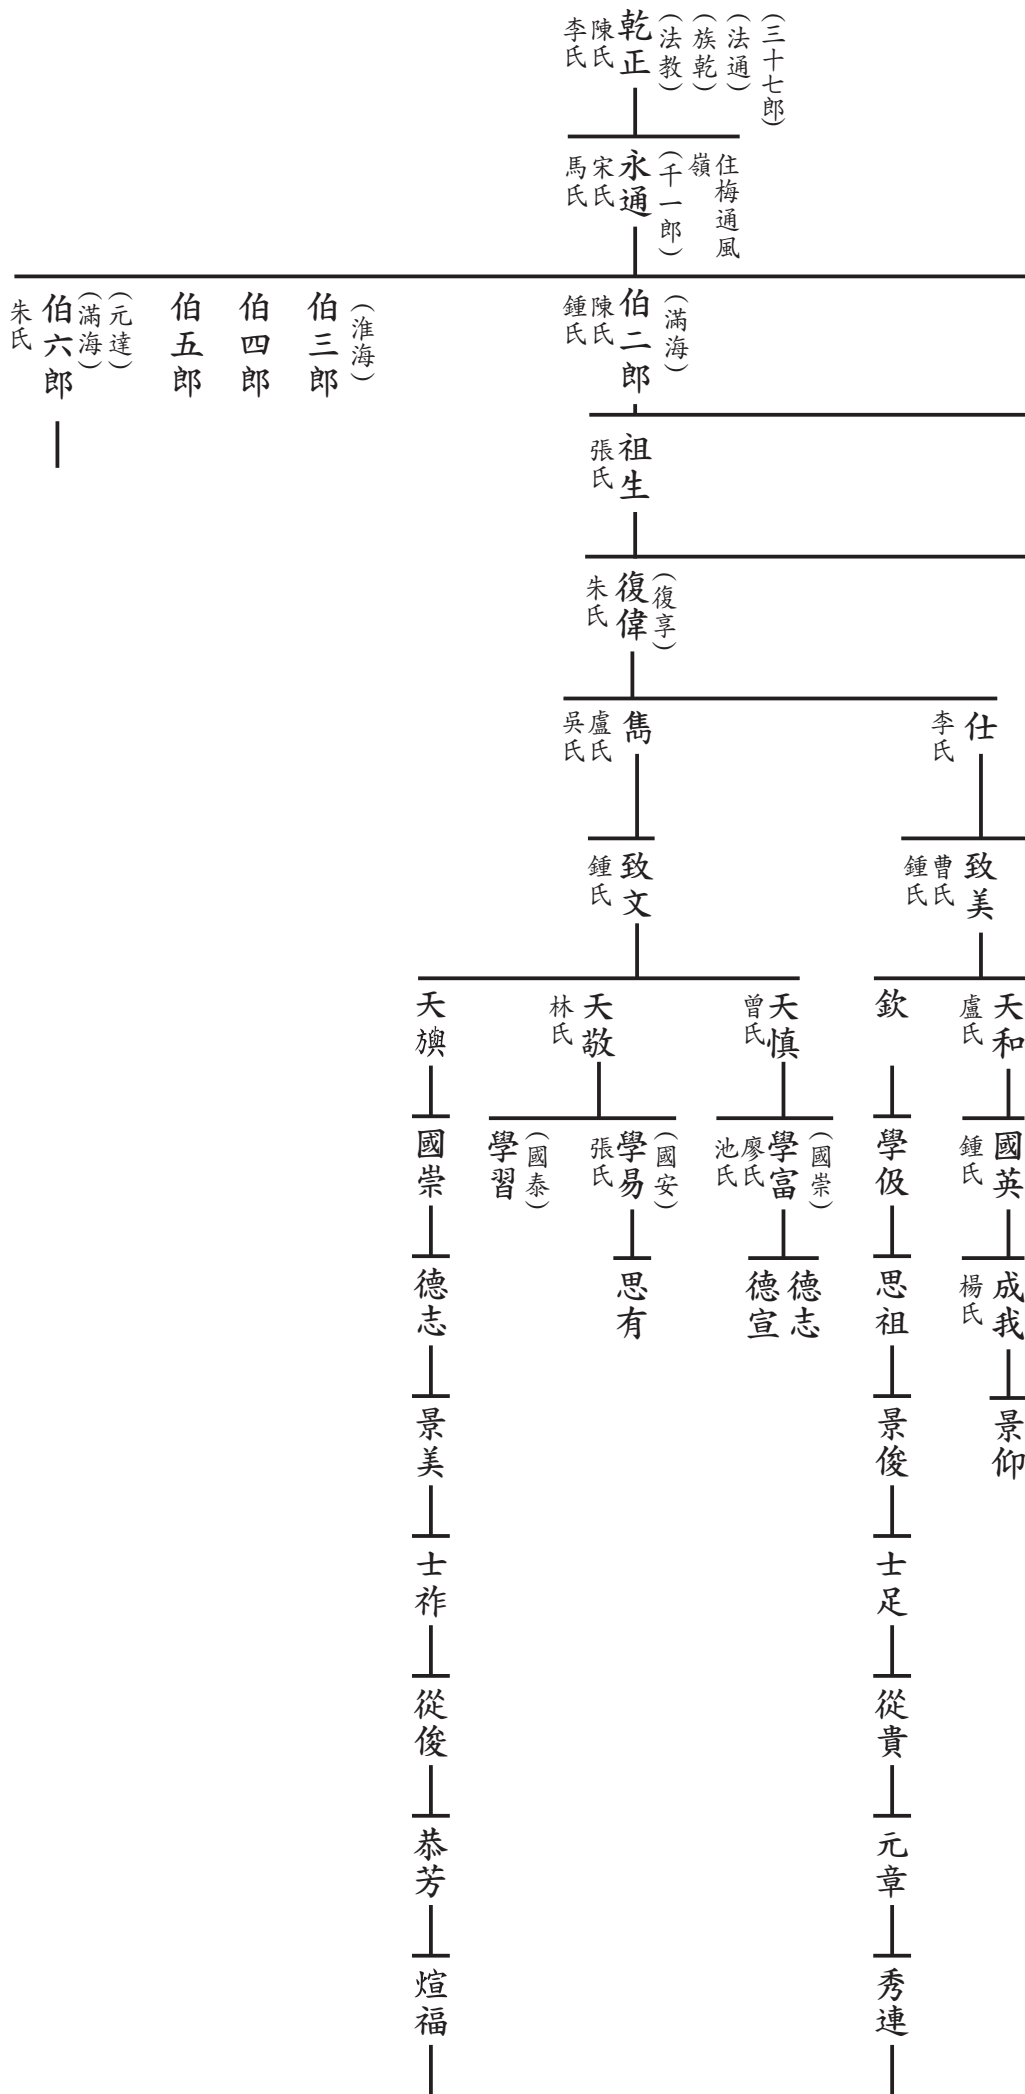 (三十七郎)
(法通)
(族乾)
(法教)
乾正
陳氏
李氏
住梅通風
嶺
(千一郎)
永通
宋氏
馬氏
(滿海)
伯二郎
陳氏
鍾氏
(淮海)
伯三郎
伯四郎
伯五郎
(元達)
(滿海)
伯六郎
朱氏
祖生
張氏
(復享)
復偉
朱氏
仕
李氏
雋
盧氏
吳氏
致美
曹氏
鍾氏
致文
鍾氏
天和
盧氏
欽
天慎
曾氏
天敬
林氏
天旟
國英
鍾氏
學伋
(國崇)
學富
廖氏
池氏
(國安)
學易
張氏
(國泰)
學習
國崇
成我
楊氏
思祖
德志
德宣
思有
德志
景仰
景俊
景美
士足
士祚
從貴
從俊
元章
恭芳
秀連
煊福